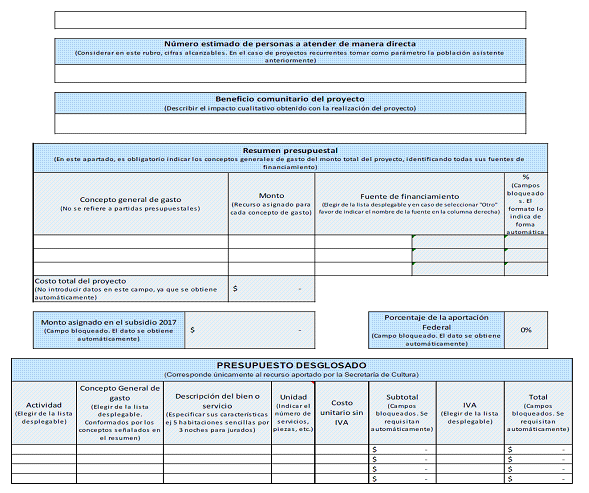 Número estimado de personas a atender de manera directa
(Considerar en este rubro, cifras alcanzables. En el caso de proyectos recurrentes tomar como parámetro la población asistente
anteriormente)
Beneficio comunitario del proyecto
(Describir el impacto cualitativo obtenido con la realización del proyecto)
Resumen presupuestal
(En este apartado, es obligatorio indicar los conceptos generales de gasto del monto total del proyecto, identificando todas sus fuentes de
financiamiento)
Concepto general de gasto
(No se refiere a partidas presupuestales)
Monto
(Recurso asignado para
cada concepto de gasto)
Fuente de financiamiento
(Elegir de la lista desplegable y en caso de seleccionar "Otro"
favor de indicar el nombre de la fuente en la columna derecha)
%
(Campos
bloqueado
s. El
formato lo
indica de
forma
automática
Costo total del proyecto
(No introducir datos en este campo, ya que se obtiene
automáticamente)
$ -
Monto asignado en el subsidio 2017
(Campo bloqueado. El dato se obtiene
automáticamente)
$ -
Porcentaje de la aportación
Federal
(Campo bloqueado. El dato se obtiene
automáticamente)
0%
PRESUPUESTO DESGLOSADO
(Corresponde únicamente al recurso aportado por la Secretaría de Cultura)
Actividad
(Elegir de la lista
desplegable)
Concepto General de
gasto
(Elegir de la lista
desplegable.
Conformados por los
conceptos señalados en
el resumen)
Descripción del bien o
servicio
(Especificar sus características
ej) 5 habitaciones sencillas por
3 noches para jurados)
Unidad
(Indicar el
número de
servicios,
piezas, etc.)
Costo
unitario sin
IVA
Subtotal
(Campos
bloqueados. Se
requisitan
automáticamente)
IVA
(Elegir de la lista
desplegable)
Total
(Campos
bloqueados. Se
requisitan
automáticamente)
$ - $ -
$ - $ -
$ - $ -
$ - $ -